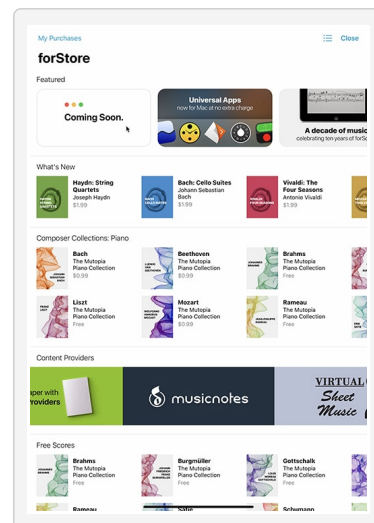 My Purchases
Close
forStore
Featured
Coming Soon.
Universal Apps
now for Mac at no extra charge
A decade of music
celebrating ten years of forSc
What's New
Haydn: String
Quartets
Joseph Haydn
$1.99
Bach: Cello Suites
Johann Sebastian
Bach
$1.99
Vivaldi: The
Four Seasons
Antonio Vivaldi
$1.99
Composer Collections: Piano
Bach
The Mutopia
Piano Collection
$0.99
Beethoven
The Mutopia
Piano Collection
$0.99
Brahms
The Mutopia
Piano Collection
Free
Liszt
The Mutopia
Piano Collection
Free
Mozart
The Mutopia
Piano Collection
$0.99
Rameau
The Mutopia
Piano Collection
Free
Content Providers
aper with
roviders
musicnotes
VIRTUAL
Sheet
Music
Free Scores
Brahms
The Mutopia
Piano Collection
Free
Burgmüller
The Mutopia
Piano Collection
Free
Gottschalk
The Mutopia
Piano Collection
Free
Rameau
Satie
Schumann